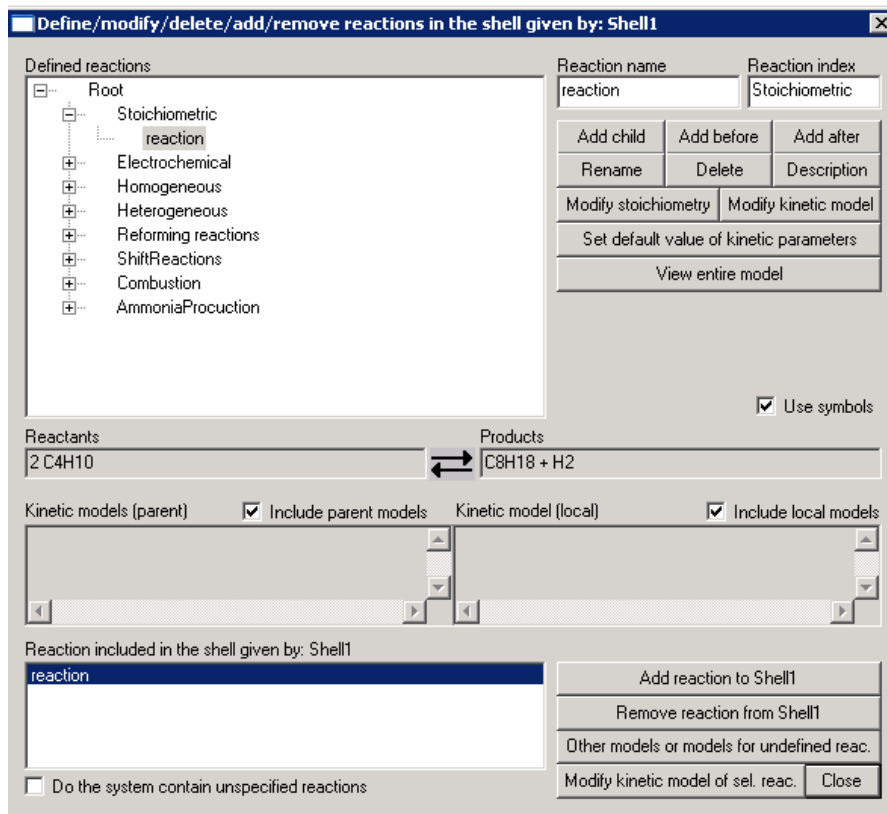 Define/modify/delete/add/remove reactions in the shell given by: Shell1
Defined reactions
Root
Stoichiometric
reaction
Electrochemical
Homogeneous
Heterogeneous
Reforming reactions
ShiftReactions
Combustion
AmmoniaProcuction
Reaction name
Reaction index
reaction
Stoichiometric
Add child
Add before
Add after
Rename
Delete
Description
Modify stoichiometry
Modify kinetic model
Set default value of kinetic parameters
View entire model
Use symbols
Reactants
Products
2 C4H10
C8H18 + H2
Kinetic models (parent)
Include parent models
Kinetic model (local)
Include local models
Reaction included in the shell given by: Shell1
reaction
Add reaction to Shell1
Remove reaction from Shell1
Other models or models for undefined reac.
Do the system contain unspecified reactions
Modify kinetic model of sel. reac.
Close